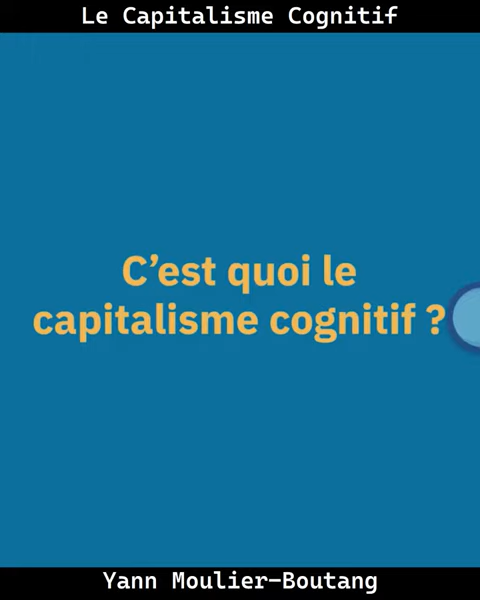 Le Capitalisme Cognitif
C’est quoi le
capitalisme cognitif ?
Yann Moulier-Boutang